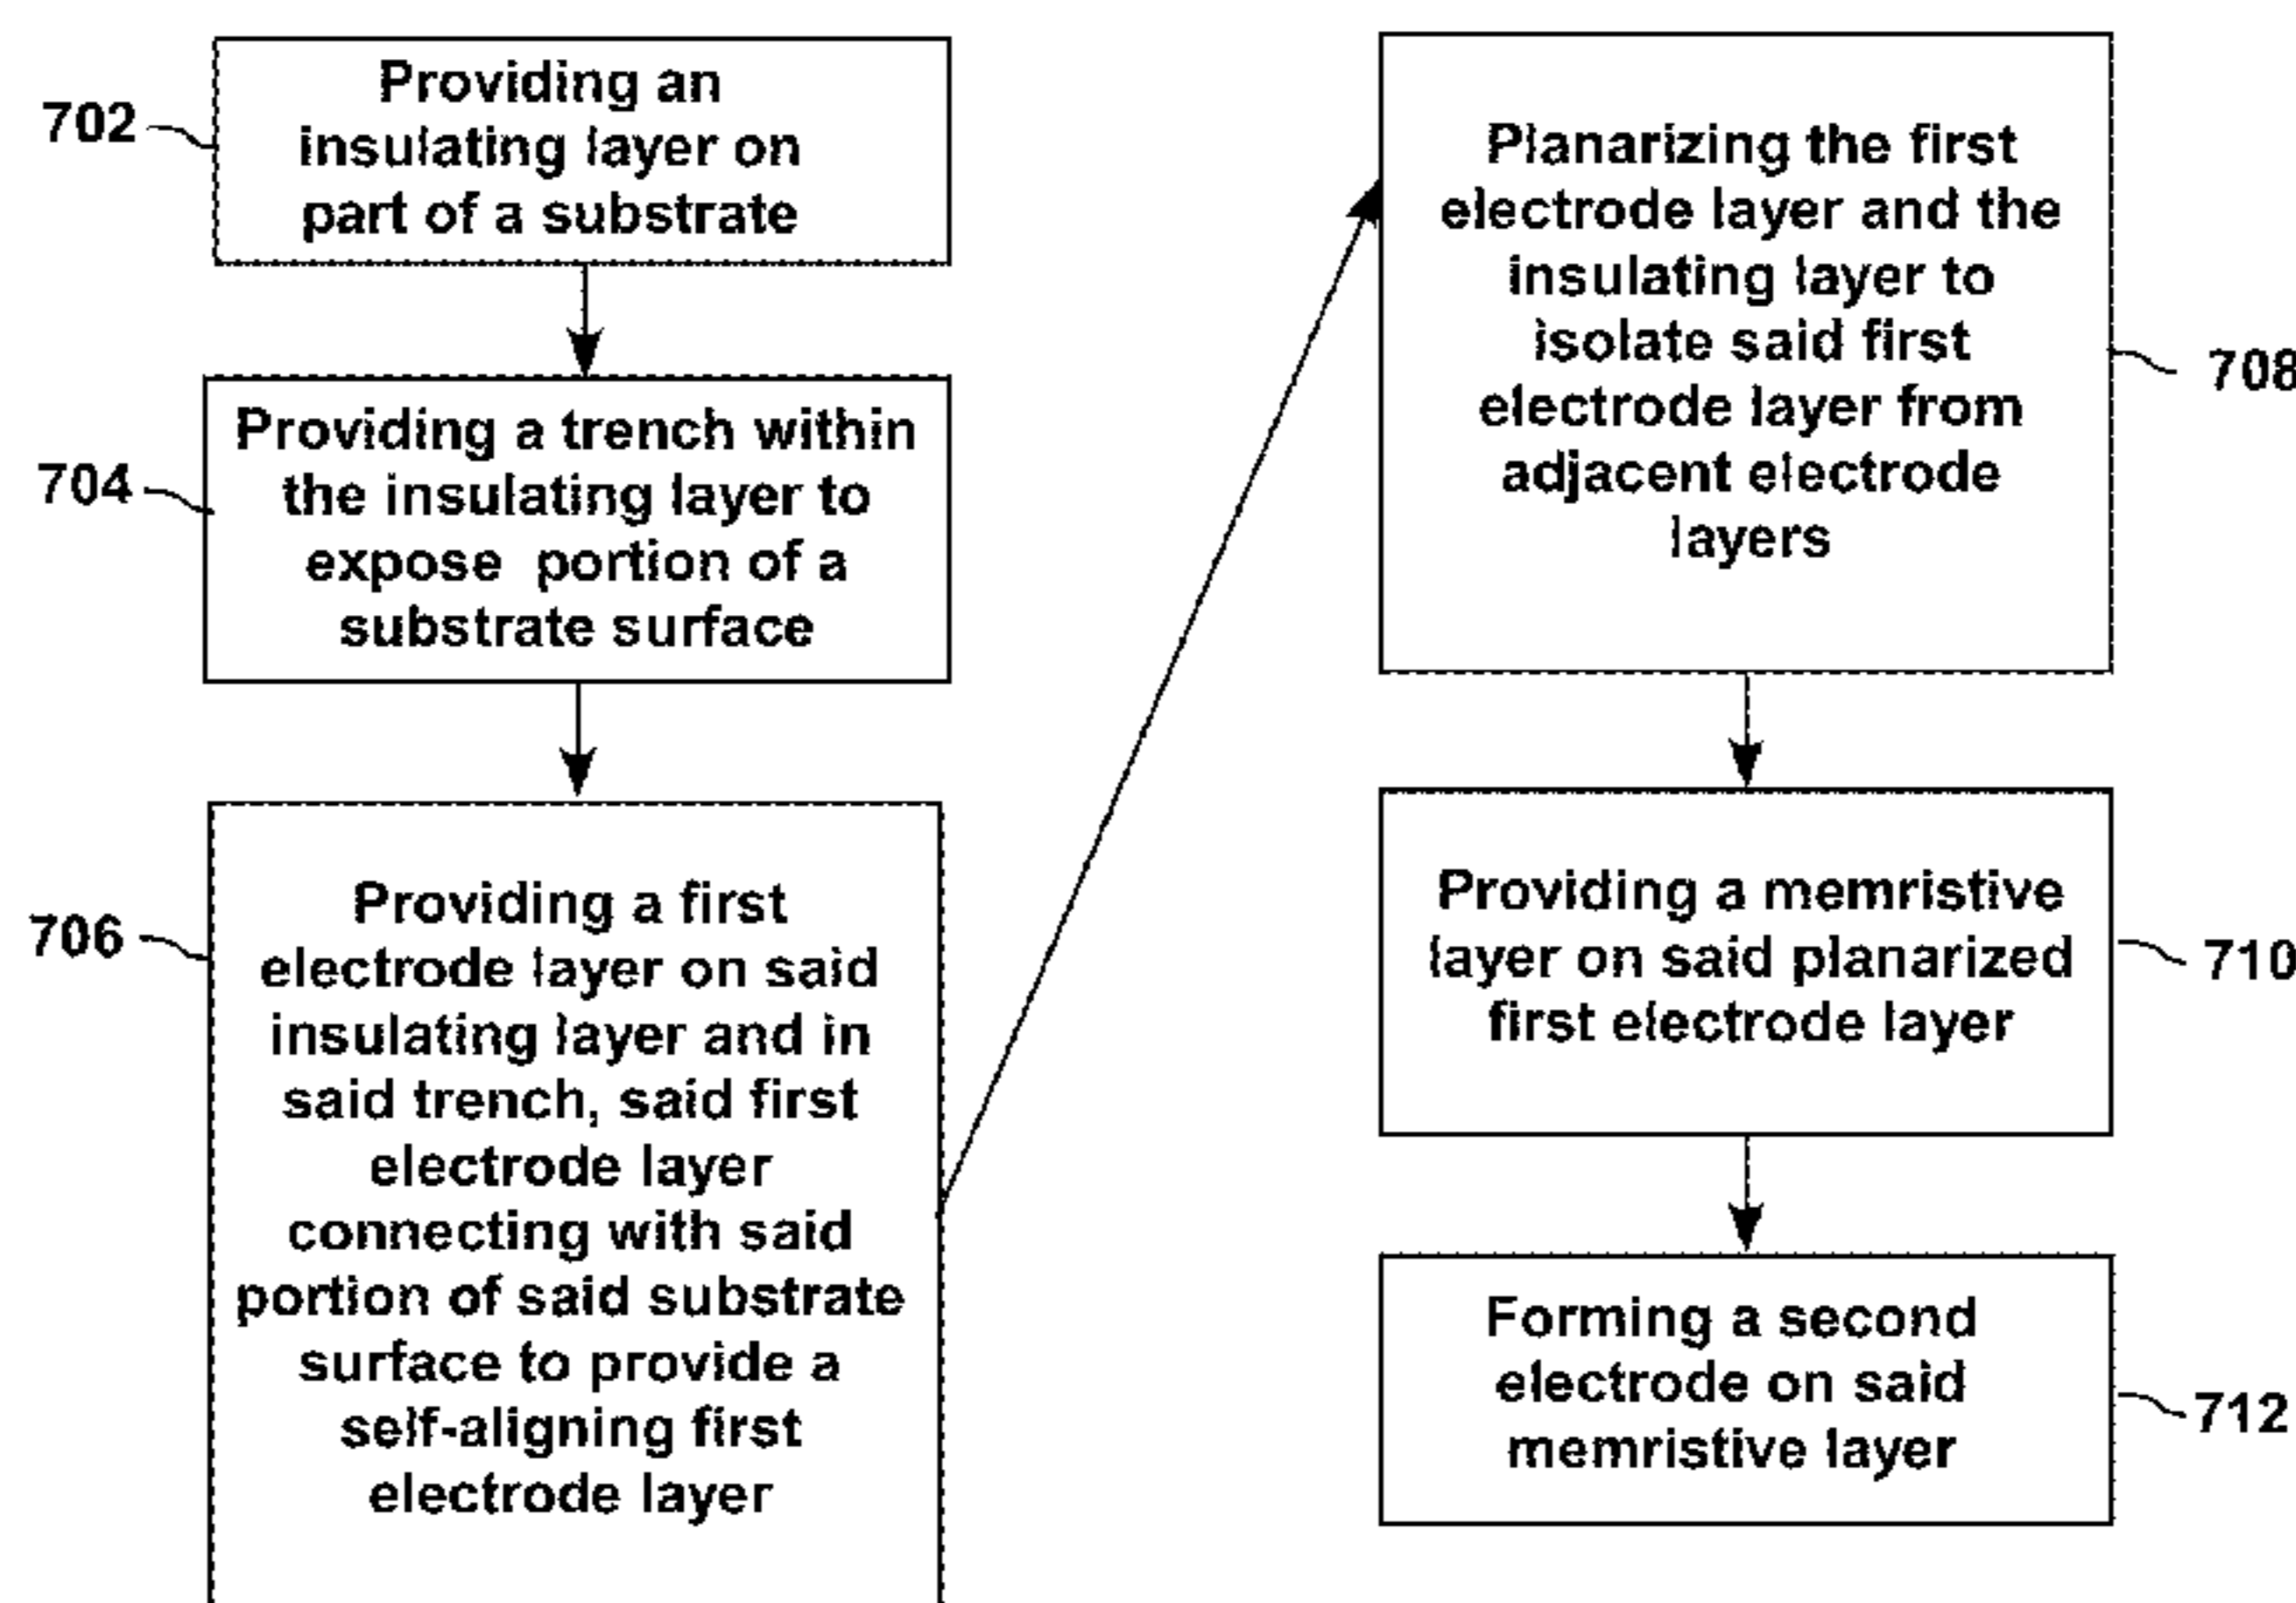 702
Providing an
insulating layer on
part of a substrate
704
Providing a trench within
the insulating layer to
expose  portion of a
substrate surface
706
Providing a first
electrode layer on said
insulating layer and in
said trench, said first
electrode layer
connecting with said
portion of said substrate
surface to provide a
self-aligning first
electrode layer
Planarizing the first
electrode layer and the
insulating layer to
isolate said first
electrode layer from
adjacent electrode
layers
708
Providing a memristive
layer on said planarized
first electrode layer
710
Forming a second
electrode on said
memristive layer
712